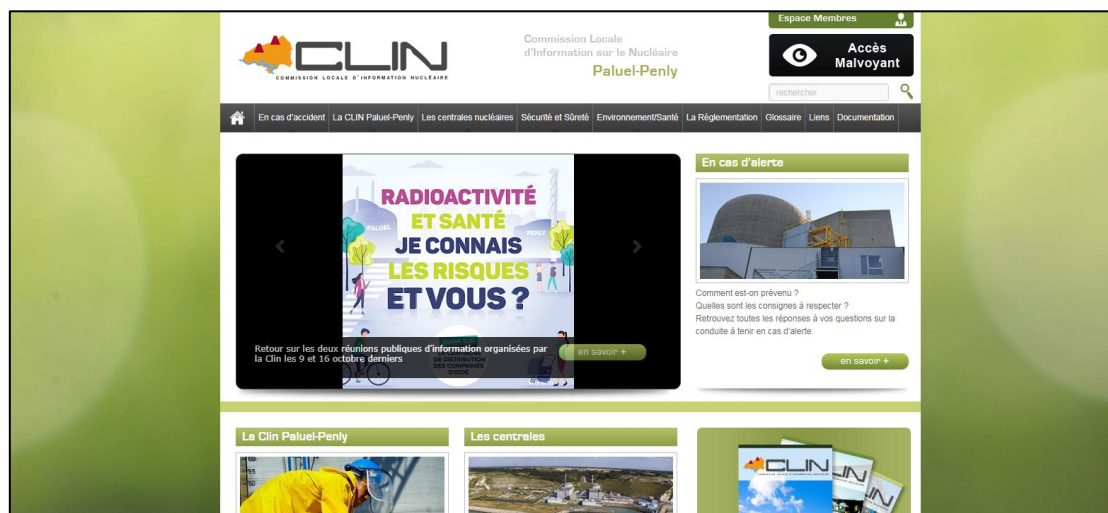 Espace Membres
CLIN
COMMISSION LOCALE D'INFORMATION NUCLÉAIRE
Commission Locale
d'Information sur le Nucléaire
Paluel-Penly
Accès
Malvoyant
rechercher
En cas d'accident
La CLIN Paluel-Penly
Les centrales nucléaires
Sécurité et Sûreté
Environnement/Santé
La Réglementation
Glossaire
Liens
Documentation
RADIOACTIVITÉ
ET SANTÉ
PALUEL
PENLY
JE CONNAIS
LES RISQUES
ET VOUS ?
Retour sur les deux réunions publiques d'information organisées par
la Clin les 9 et 16 octobre derniers
en savoir +
DE DISTRIBUTION
DES COMPRIMÉS
D'IODE
En cas d'alerte
Comment est-on prévenu ?
Quelles sont les consignes à respecter ?
Retrouvez toutes les réponses à vos questions sur la
conduite à tenir en cas d'alerte.
en savoir +
La Clin Paluel-Penly
Les centrales
CLIN